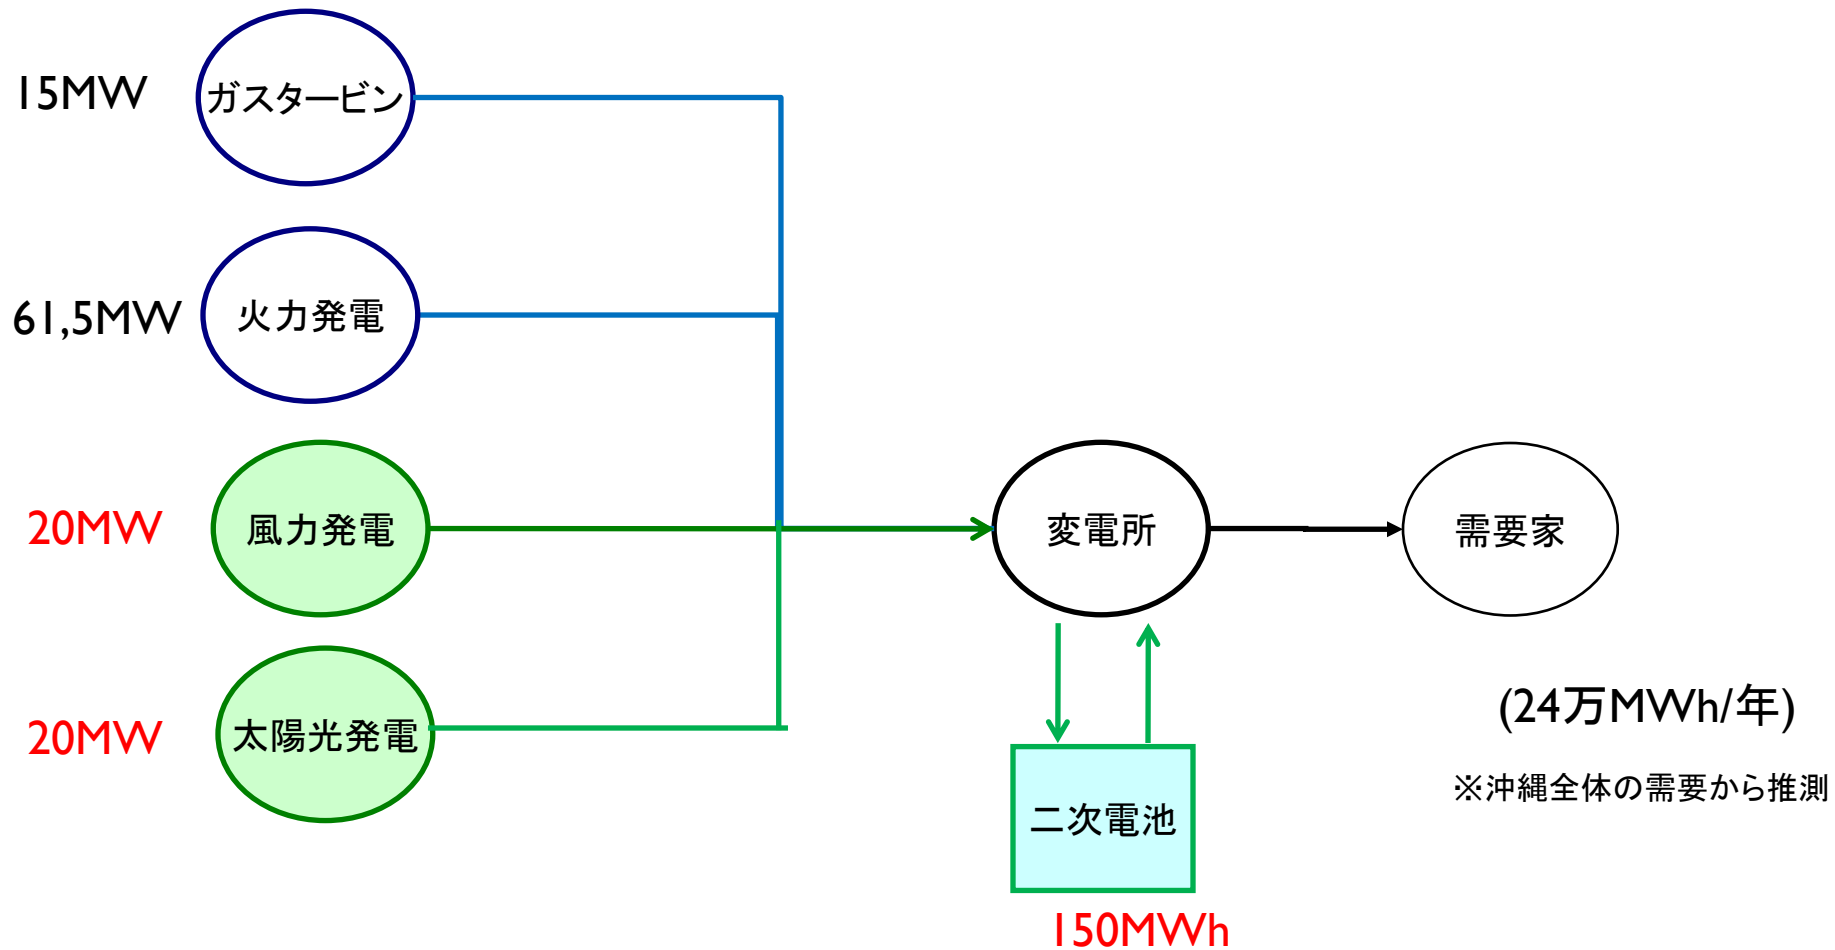 15MW
ガスタービン
61,5MW
火力発電
20MW
風力発電
変電所
需要家
20MW
太陽光発電
(24万MWh/年)
※沖縄全体の需要から推測
二次電池
150MWh